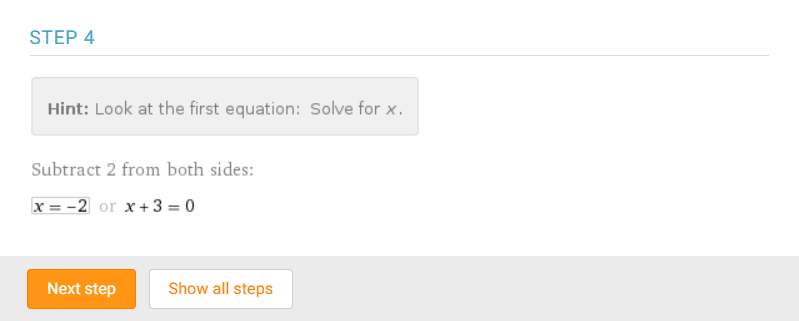 STEP 4
Hint: Look at the first equation: Solve for x.
Subtract 2 from both sides:
x = −2 or x + 3 = 0
Next step Show all steps